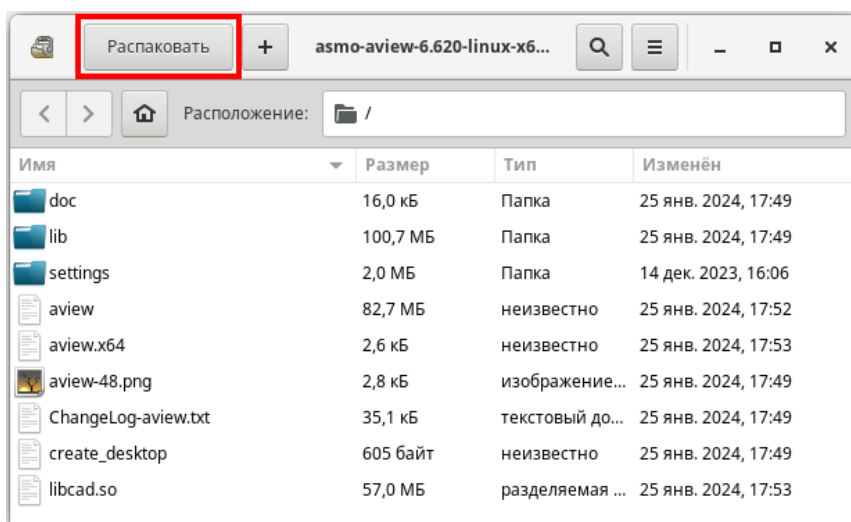 Распаковать + asmo-aview-6.620-linux-x6...
Расположение: /
Имя Размер Тип Изменён
doc 16,0 кБ Папка 25 янв. 2024, 17:49
lib 100,7 МБ Папка 25 янв. 2024, 17:49
settings 2,0 МБ Папка 14 дек. 2023, 16:06
aview 82,7 МБ неизвестно 25 янв. 2024, 17:52
aview.x64 2,6 кБ неизвестно 25 янв. 2024, 17:53
aview-48.png 2,8 кБ изображение... 25 янв. 2024, 17:49
ChangeLog-aview.txt 35,1 кБ текстовый до... 25 янв. 2024, 17:49
create_desktop 605 байт неизвестно 25 янв. 2024, 17:49
libcad.so 57,0 МБ разделяемая ... 25 янв. 2024, 17:53